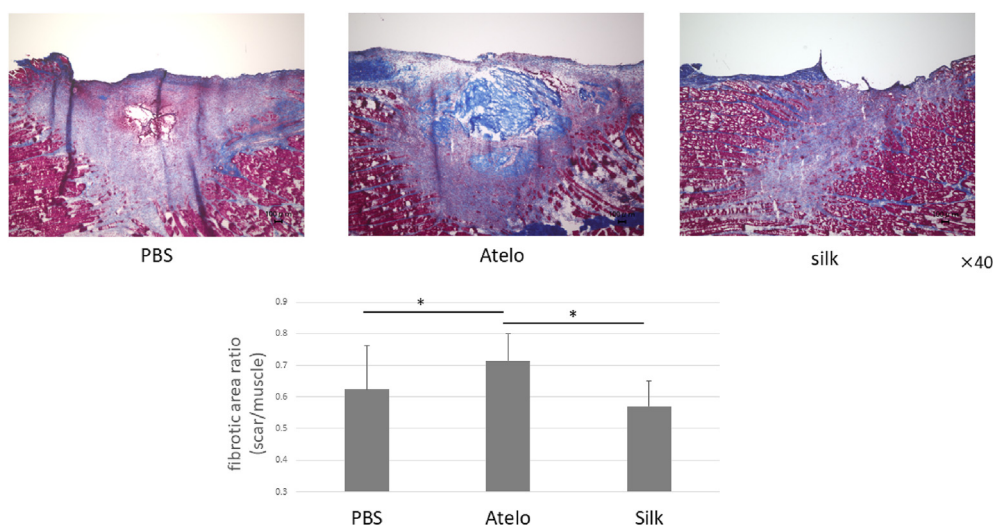 PBS
Atelo
silk
×40
fibrotic area ratio
(scar/muscle)
0.9
0.8
0.7
0.6
0.5
0.4
0.3
*
*
PBS
Atelo
Silk